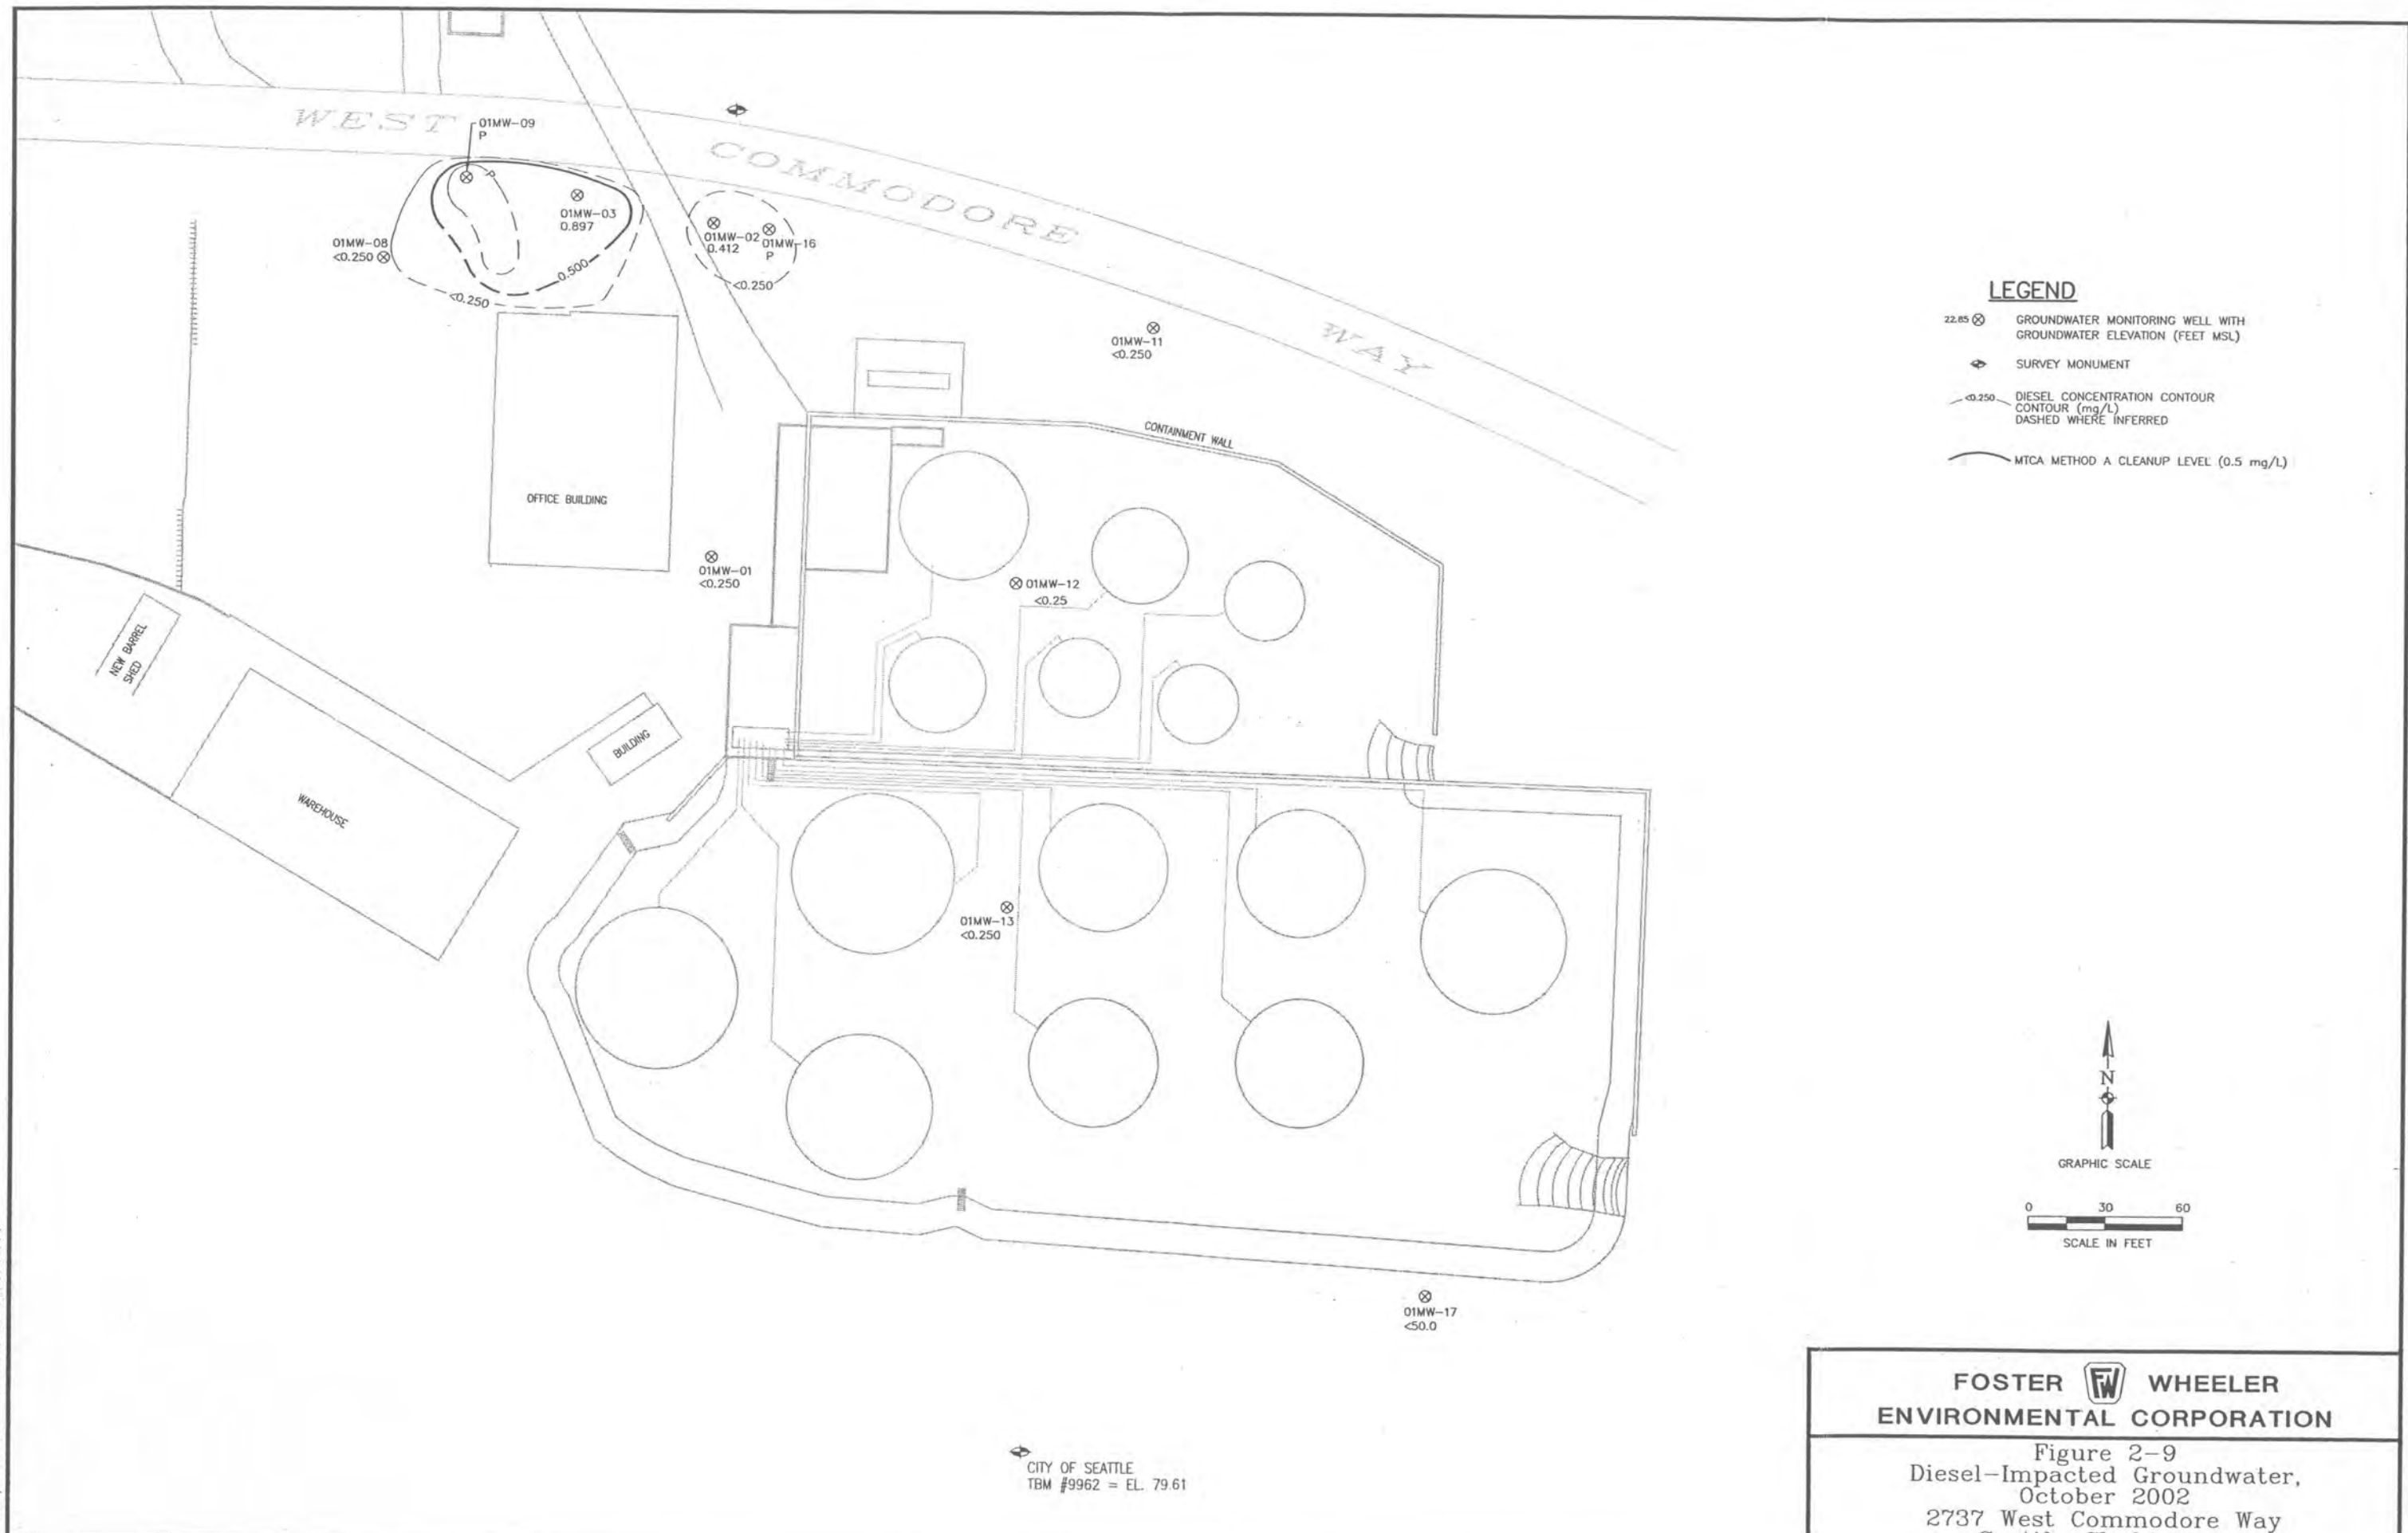 WEST
COMMODORE
WAY
01MW-09
P
P
01MW-03
0.897
01MW-08
<0.250
0.500
<0.250
01MW-02
0.412
01MW-16
P
<0.250
01MW-11
<0.250
CONTAINMENT WALL
OFFICE BUILDING
01MW-01
<0.250
01MW-12
<0.25
NEW BARREL
SHED
BUILDING
WAREHOUSE
01MW-13
<0.250
01MW-17
<50.0
CITY OF SEATTLE
TBM #9962 = EL. 79.61
LEGEND
22.85 GROUNDWATER MONITORING WELL WITH
GROUNDWATER ELEVATION (FEET MSL)
SURVEY MONUMENT
<0.250 DIESEL CONCENTRATION CONTOUR
CONTOUR (mg/L)
DASHED WHERE INFERRED
MTCA METHOD A CLEANUP LEVEL (0.5 mg/L)
N
GRAPHIC SCALE
0 30 60
SCALE IN FEET
FOSTER FW WHEELER
ENVIRONMENTAL CORPORATION
Figure 2-9
Diesel-Impacted Groundwater,
October 2002
2737 West Commodore Way